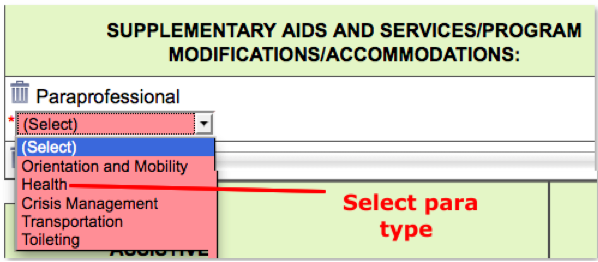 SUPPLEMENTARY AIDS AND SERVICES/PROGRAM
MODIFICATIONS/ACCOMMODATIONS:
Paraprofessional
* (Select)
(Select)
Orientation and Mobility
Health
Crisis Management
Transportation
Toileting
Select para
type